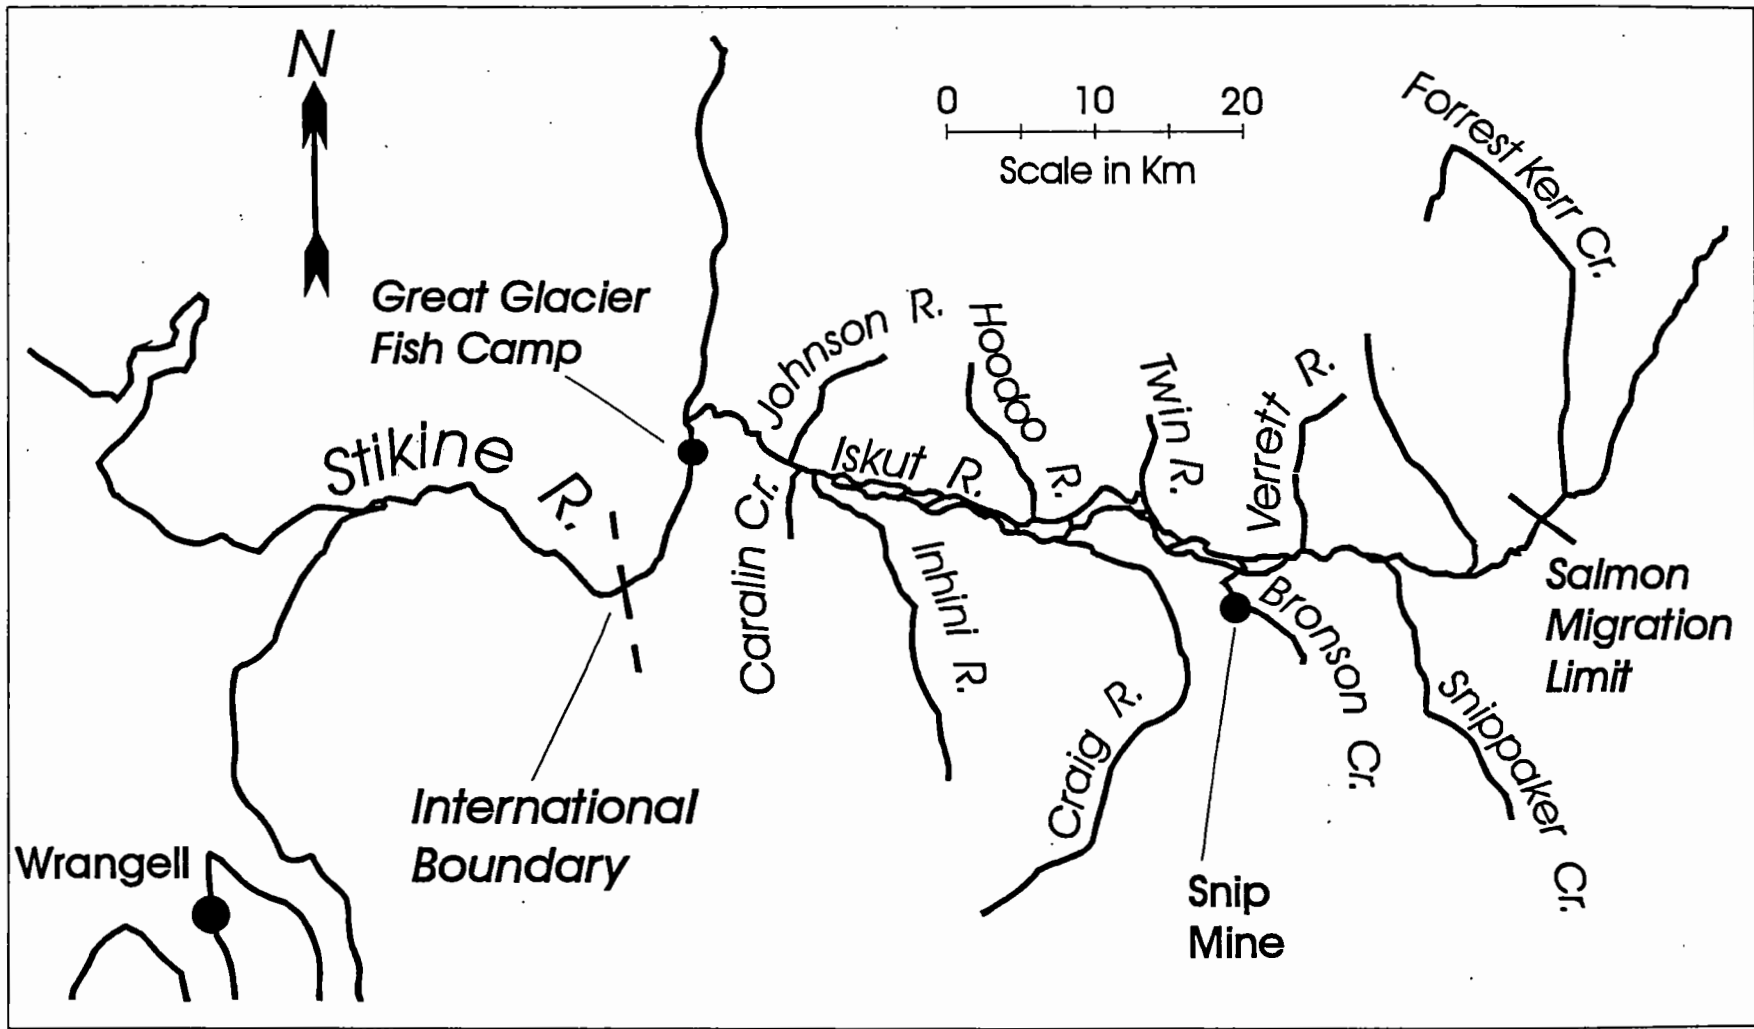 N
0 10 20
Scale in Km
Forrest Kerr Cr.
Great Glacier
Fish Camp
Johnson R.
Hoodoo R.
Twin R.
Verrett R.
Stikine R.
Iskut R.
Caralin Cr.
Inhini R.
Craig R.
Bronson Cr.
Snippaker Cr.
Salmon
Migration
Limit
International
Boundary
Wrangell
Snip
Mine